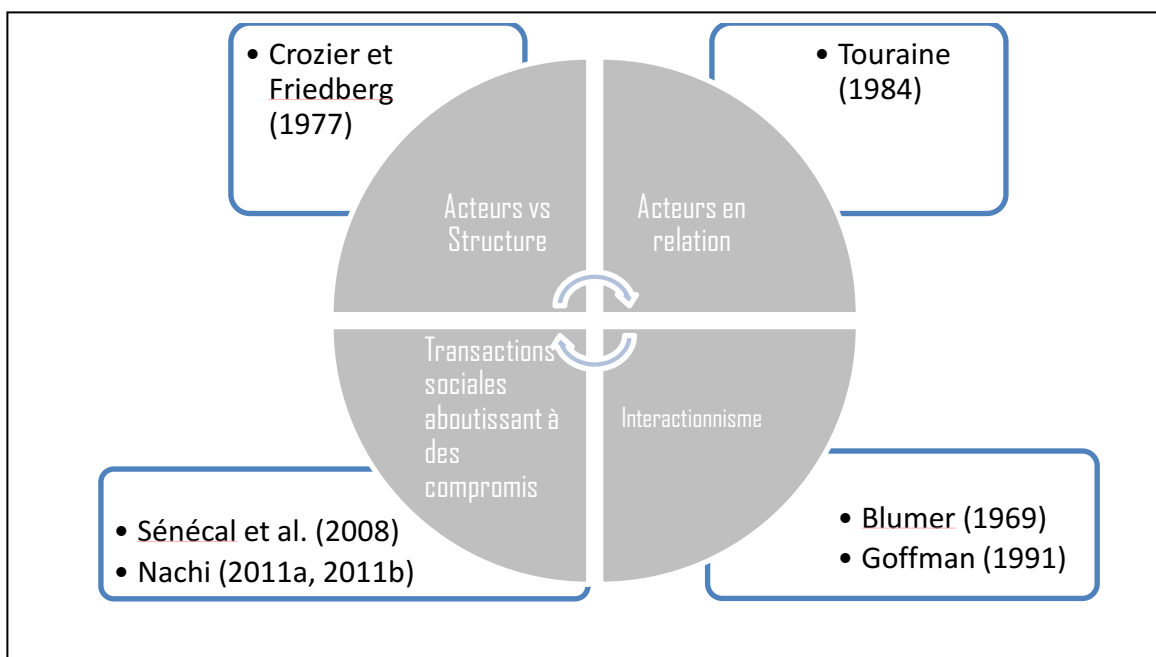 • Crozier et
Friedberg
(1977)
• Touraine
(1984)
Acteurs vs
Structure
Acteurs en
relation
Transactions
sociales
aboutissant à
des
compromis
Interactionnisme
• Sénécal et al. (2008)
• Nachi (2011a, 2011b)
• Blumer (1969)
• Goffman (1991)